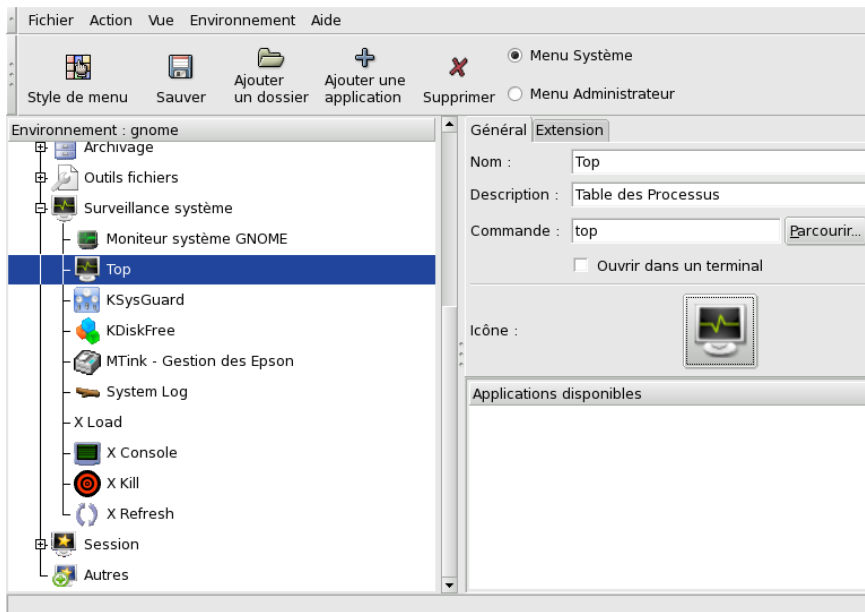 Fichier Action Vue Environnement Aide
Style de menu
Sauver
Ajouter
un dossier
Ajouter une
application
Supprimer
Menu Système
Menu Administrateur
Environnement : gnome
Archivage
Outils fichiers
Surveillance système
Moniteur système GNOME
Top
KSysGuard
KDiskFree
MTink - Gestion des Epson
System Log
X Load
X Console
X Kill
X Refresh
Session
Autres
Général Extension
Nom : Top
Description : Table des Processus
Commande : top Parcourir...
Ouvrir dans un terminal
Icône :
Applications disponibles